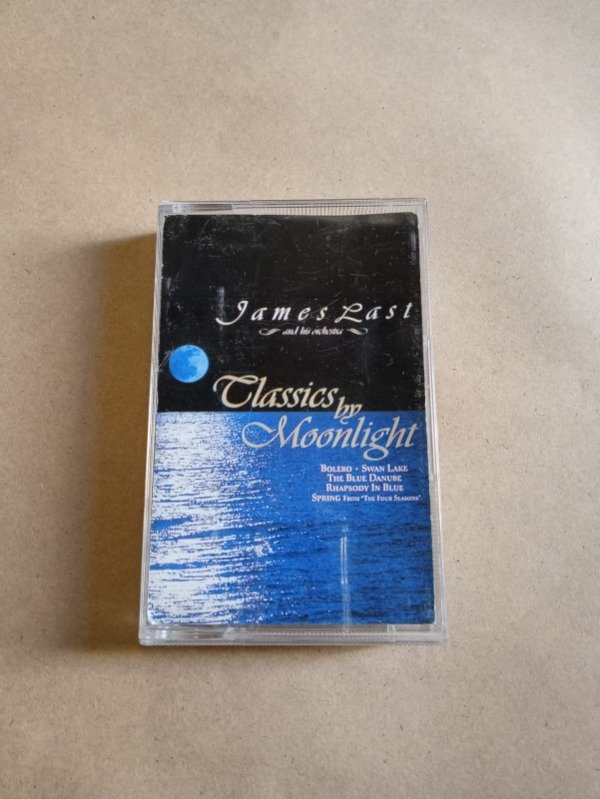 James Last
and his orchestra
Classics
by
Moonlight
BOLERO · SWAN LAKE
THE BLUE DANUBE
RHAPSODY IN BLUE
SPRING FROM "THE FOUR SEASONS"